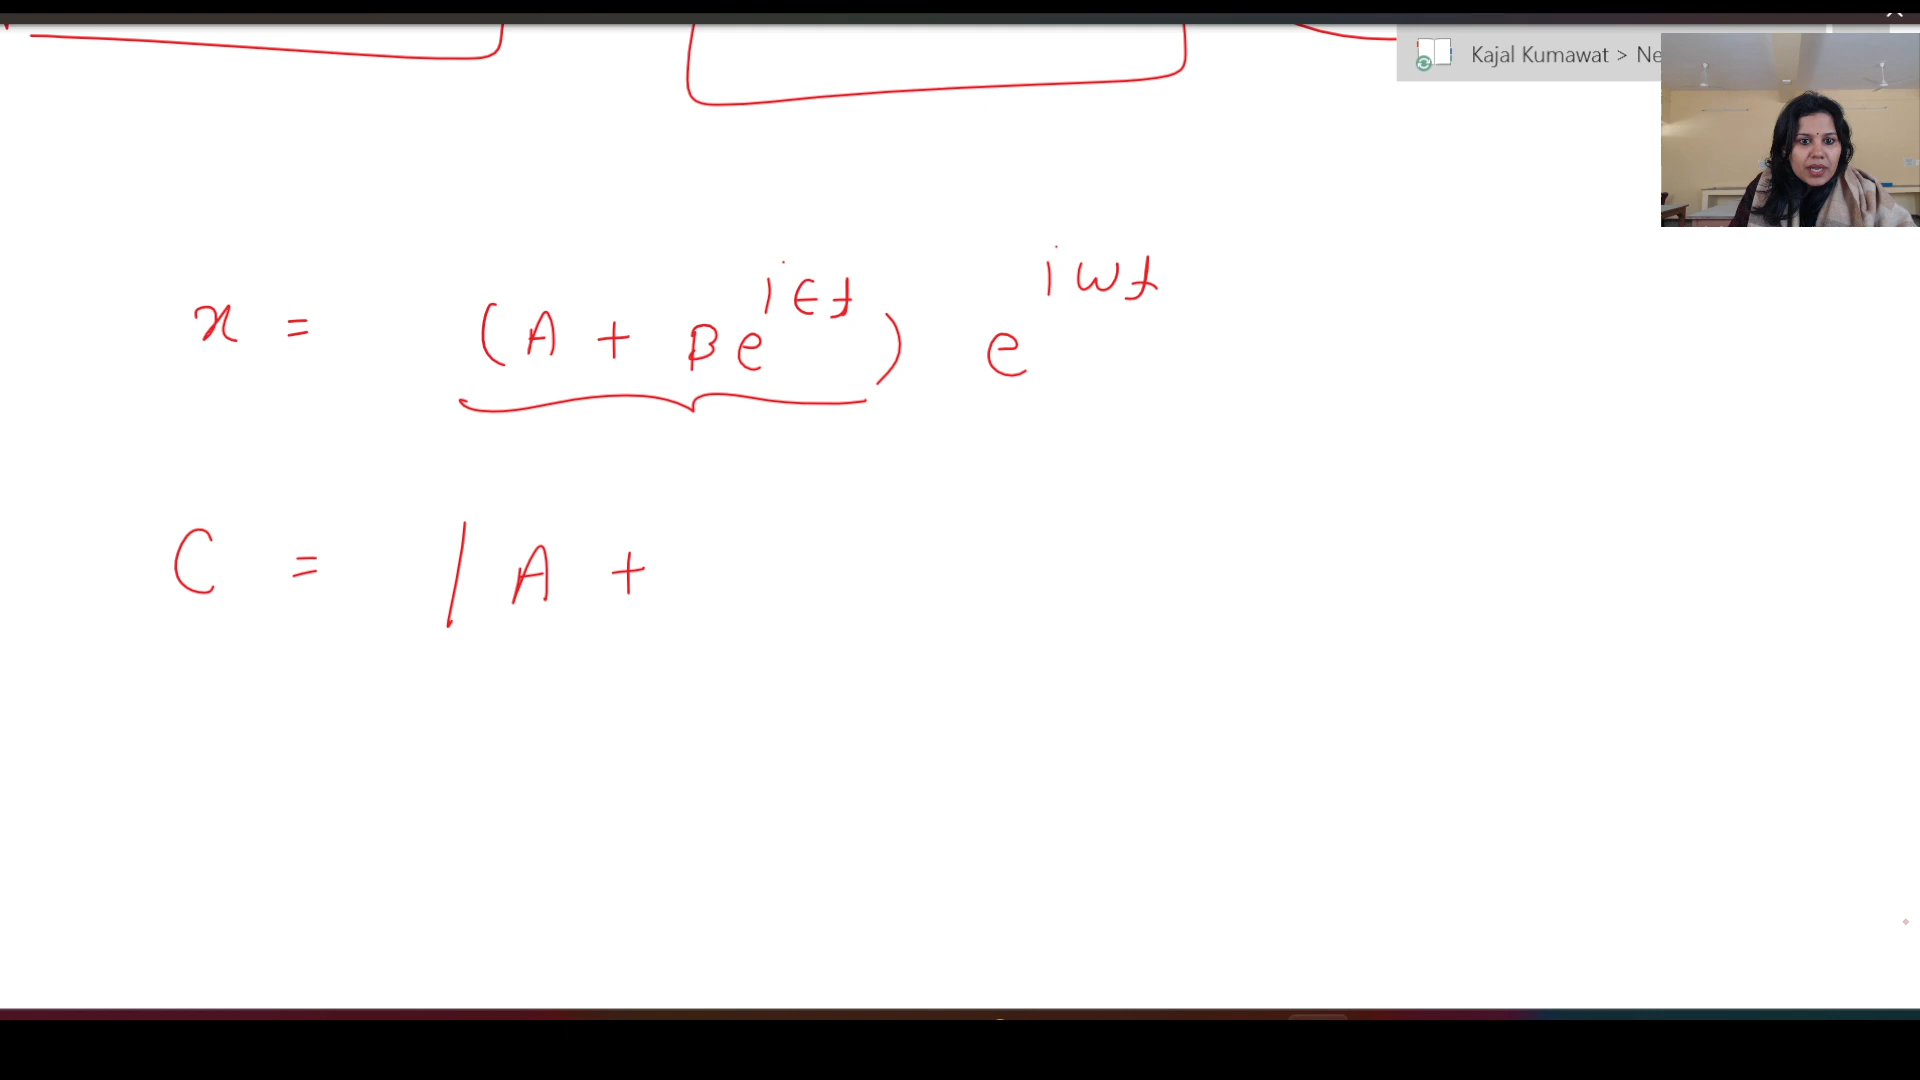 Kajal Kumawat > Ne
x = (A + Be^{iϵt}) e^{iωt}
C = | A +